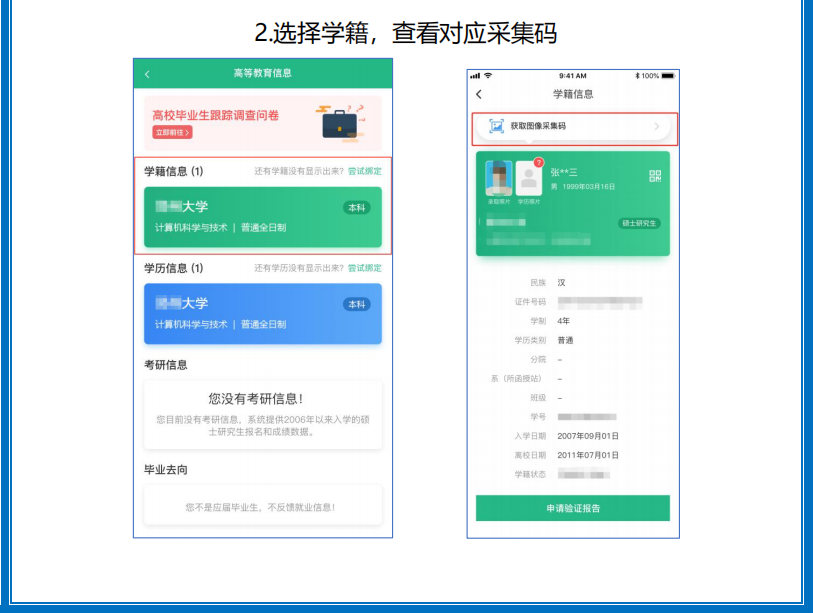 2.选择学籍，查看对应采集码
高等教育信息
高校毕业生跟踪调查问卷
立即前往>
学籍信息 (1)
还有学籍没有显示出来？尝试绑定
大学
本科
计算机科学与技术 | 普通全日制
学历信息 (1)
还有学历没有显示出来？尝试绑定
大学
本科
计算机科学与技术 | 普通全日制
考研信息
您没有考研信息！
您目前没有考研信息，系统提供2006年以来入学的硕
士研究生报名和成绩数据。
毕业去向
您不是应届毕业生，不反馈就业信息！
9:41 AM
100%
学籍信息
获取图像采集码
?
张**三
男 1999年03月16日
录取照片 学历照片
硕士研究生
民族 汉
证件号码
学制 4年
学历类别 普通
分院 -
系（所函授站） -
班级 -
学号
入学日期 2007年09月01日
离校日期 2011年07月01日
学籍状态
申请验证报告